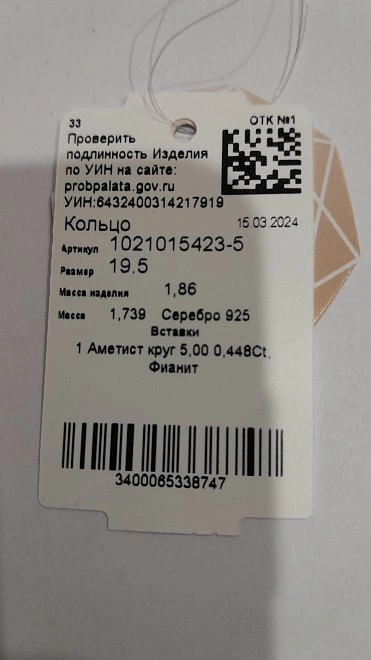 33
ОТК №1
Проверить
подлинность Изделия
по УИН на сайте:
probpalata.gov.ru
УИН:6432400314217919
Кольцо 15.03.2024
Артикул 1021015423-5
Размер 19.5
Масса изделия 1,86
Масса 1,739 Серебро 925
Вставки
1 Аметист круг 5,00 0,448Ct,
Фианит
3400065338747